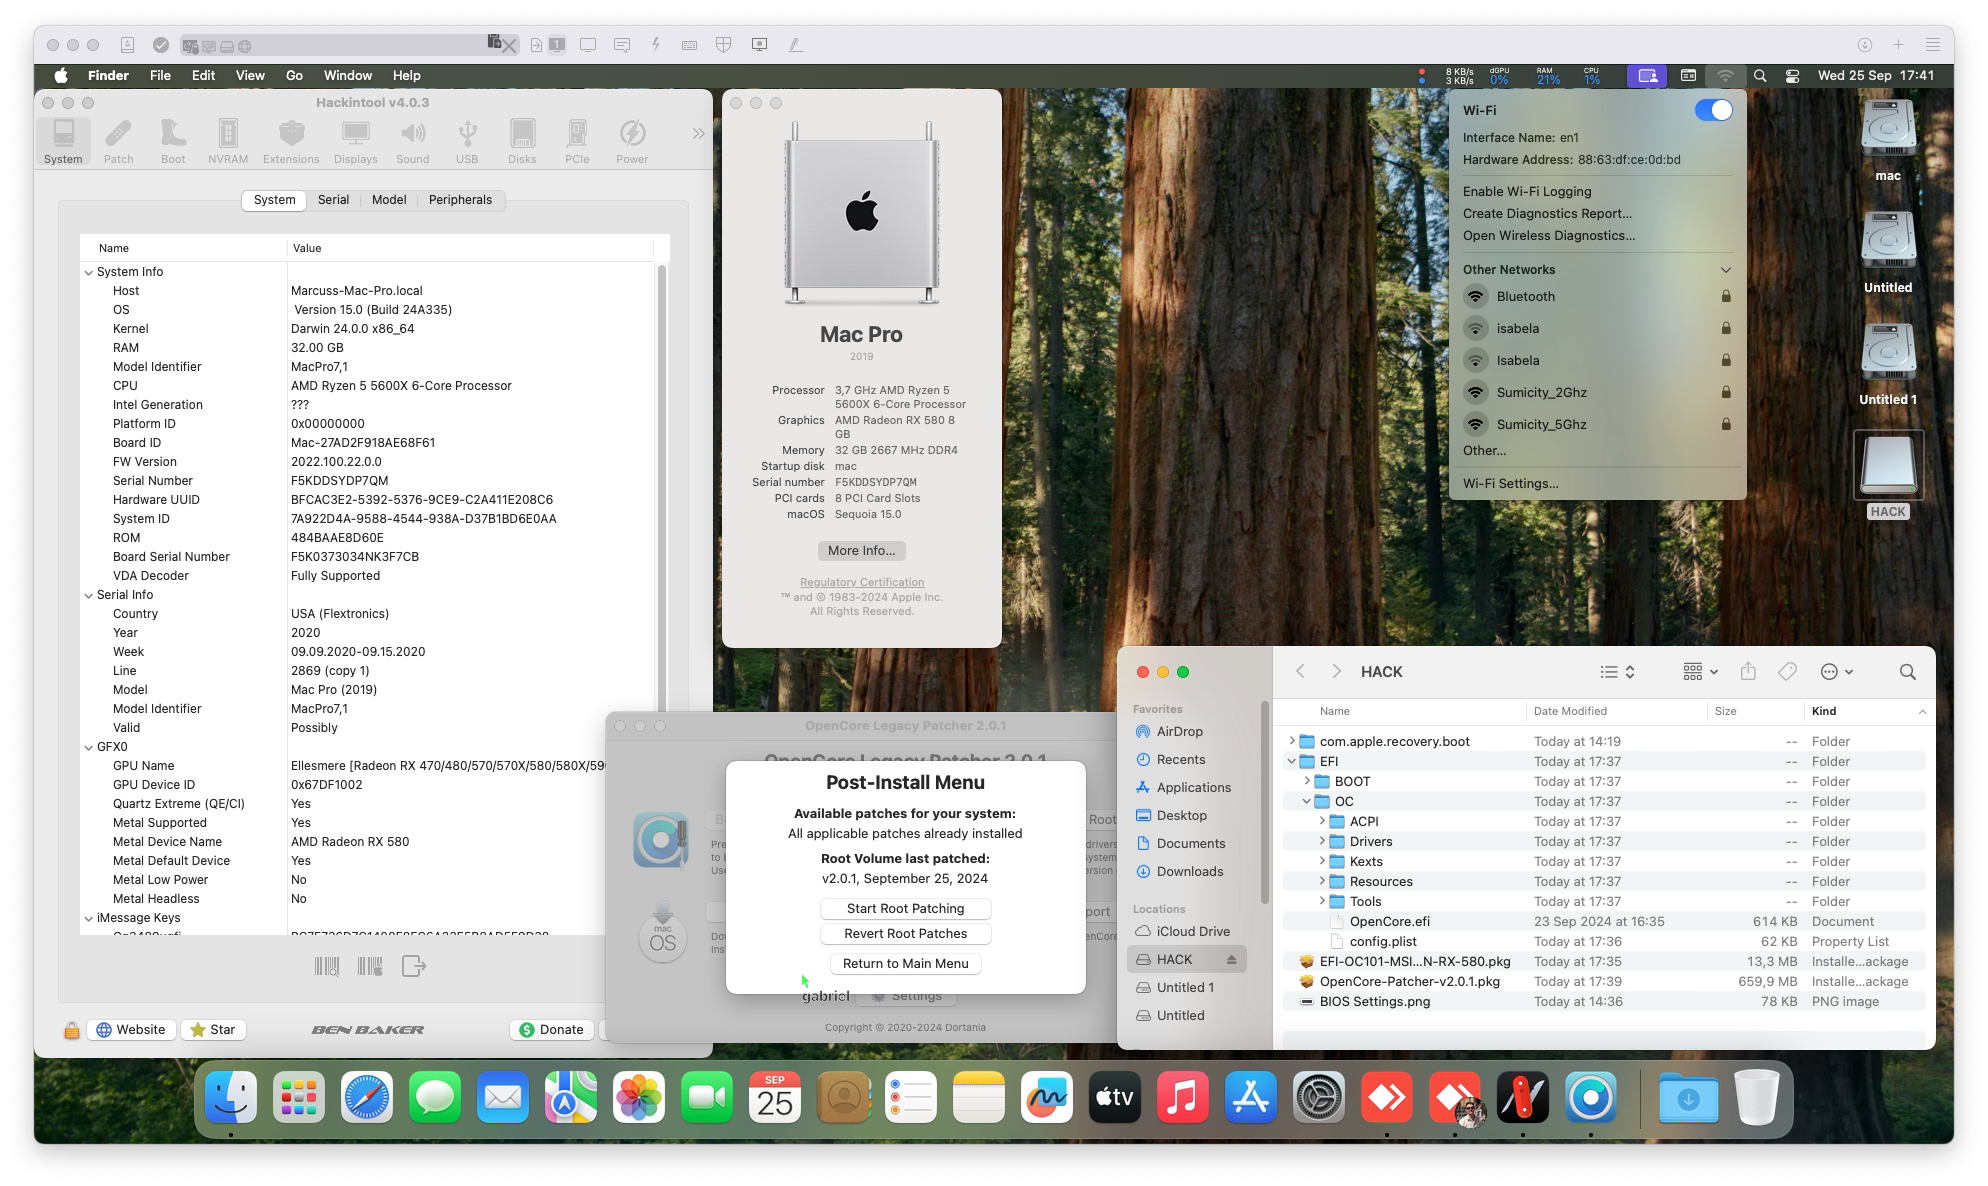 1
Finder File Edit View Go Window Help
8 KB/s
3 KB/s
dGPU
0%
RAM
21%
CPU
1%
Wed 25 Sep 17:41
Hackintool v4.0.3
System Patch Boot NVRAM Extensions Displays Sound USB Disks PCIe Power
System Serial Model Peripherals
Name Value
System Info
Host Marcuss-Mac-Pro.local
OS Version 15.0 (Build 24A335)
Kernel Darwin 24.0.0 x86_64
RAM 32.00 GB
Model Identifier MacPro7,1
CPU AMD Ryzen 5 5600X 6-Core Processor
Intel Generation ???
Platform ID 0x00000000
Board ID Mac-27AD2F918AE68F61
FW Version 2022.100.22.0.0
Serial Number F5KDDSYDP7QM
Hardware UUID BFCAC3E2-5392-5376-9CE9-C2A411E208C6
System ID 7A922D4A-9588-4544-938A-D37B1BD6E0AA
ROM 484BAAE8D60E
Board Serial Number F5K0373034NK3F7CB
VDA Decoder Fully Supported
Serial Info
Country USA (Flextronics)
Year 2020
Week 09.09.2020-09.15.2020
Line 2869 (copy 1)
Model Mac Pro (2019)
Model Identifier MacPro7,1
Valid Possibly
GFX0
GPU Name Ellesmere [Radeon RX 470/480/570/570X/580/580X/59
GPU Device ID 0x67DF1002
Quartz Extreme (QE/CI) Yes
Metal Supported Yes
Metal Device Name AMD Radeon RX 580
Metal Default Device Yes
Metal Low Power No
Metal Headless No
iMessage Keys
Website Star BEN BAKER Donate
Mac Pro
2019
Processor 3,7 GHz AMD Ryzen 5
5600X 6-Core Processor
Graphics AMD Radeon RX 580 8
GB
Memory 32 GB 2667 MHz DDR4
Startup disk mac
Serial number F5KDDSYDP7QM
PCI cards 8 PCI Card Slots
macOS Sequoia 15.0
More Info...
Regulatory Certification
™ and © 1983-2024 Apple Inc.
All Rights Reserved.
Wi-Fi
Interface Name: en1
Hardware Address: 88:63:df:ce:0d:bd
Enable Wi-Fi Logging
Create Diagnostics Report...
Open Wireless Diagnostics...
Other Networks
Bluetooth
isabela
Isabela
Sumicity_2Ghz
Sumicity_5Ghz
Other...
Wi-Fi Settings...
mac
Untitled
Untitled 1
HACK
OpenCore Legacy Patcher 2.0.1
OpenCore Legacy Patcher 2.0.1
Post-Install Menu
Available patches for your system:
All applicable patches already installed
Root Volume last patched:
v2.0.1, September 25, 2024
Start Root Patching
Revert Root Patches
Return to Main Menu
gabriel
Settings
Copyright © 2020-2024 Dortania
macOS
HACK
Favorites
AirDrop
Recents
Applications
Desktop
Documents
Downloads
Locations
iCloud Drive
HACK
Untitled 1
Untitled
Name Date Modified Size Kind
com.apple.recovery.boot Today at 14:19 -- Folder
EFI Today at 17:37 -- Folder
BOOT Today at 17:37 -- Folder
OC Today at 17:37 -- Folder
ACPI Today at 17:37 -- Folder
Drivers Today at 17:37 -- Folder
Kexts Today at 17:37 -- Folder
Resources Today at 17:37 -- Folder
Tools Today at 17:37 -- Folder
OpenCore.efi 23 Sep 2024 at 16:35 614 KB Document
config.plist Today at 17:36 62 KB Property List
EFI-OC101-MSI...N-RX-580.pkg Today at 17:35 13,3 MB Installe...ackage
OpenCore-Patcher-v2.0.1.pkg Today at 17:39 659,9 MB Installe...ackage
BIOS Settings.png Today at 14:36 78 KB PNG image
SEP
25
tv